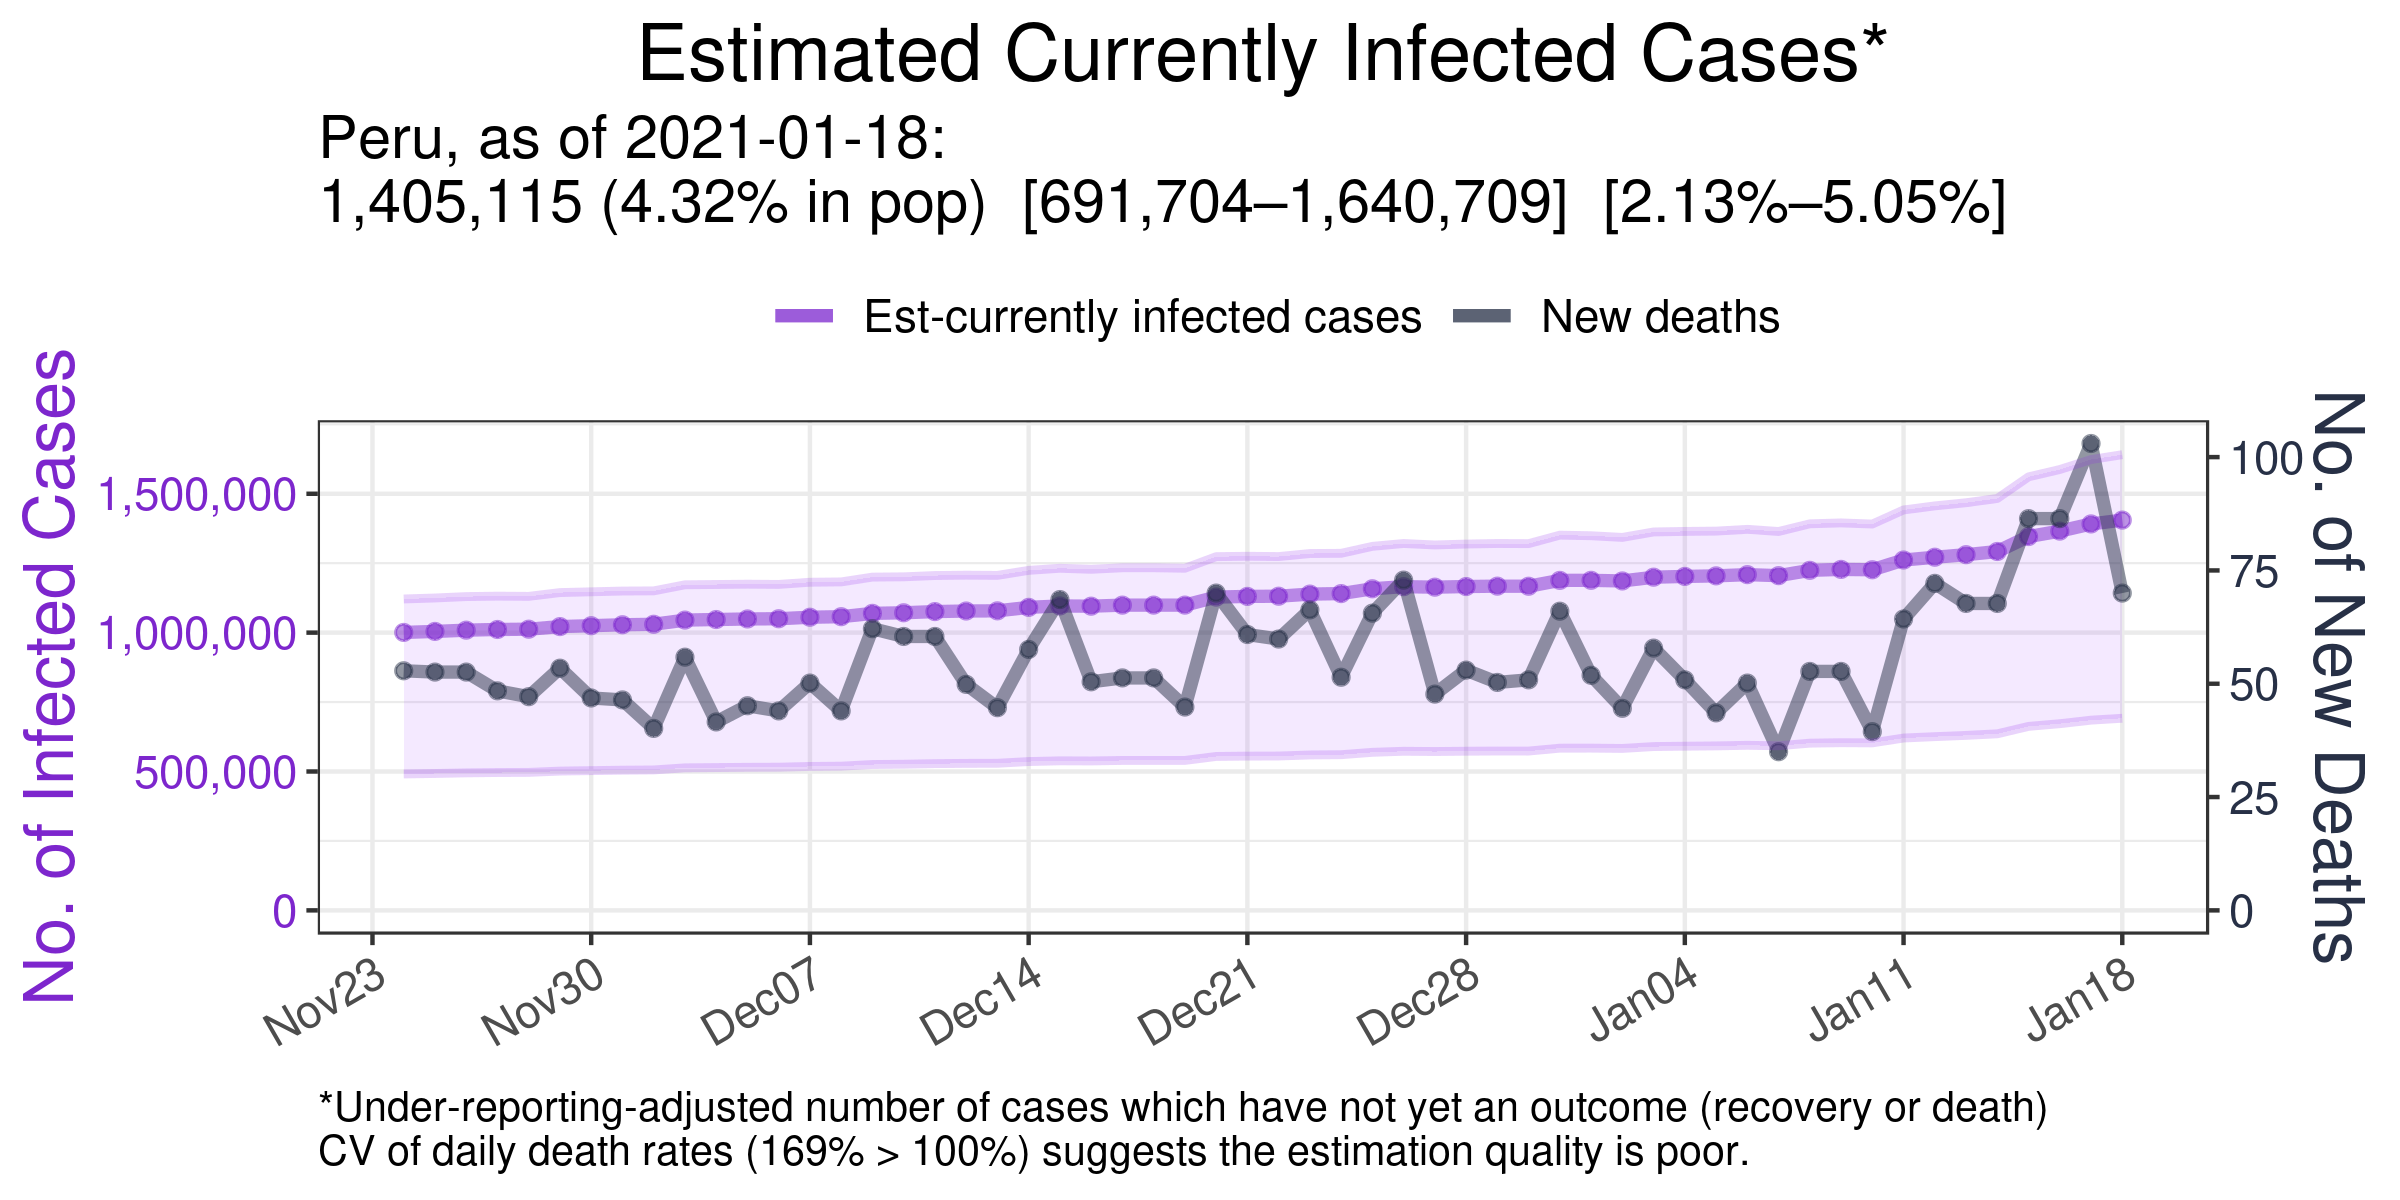 Estimated Currently Infected Cases*
Peru, as of 2021-01-18:
1,405,115 (4.32% in pop) [691,704–1,640,709] [2.13%–5.05%]
Est-currently infected cases
New deaths
No. of Infected Cases
1,500,000
1,000,000
500,000
0
100
75
50
25
0
No. of New Deaths
Nov23
Nov30
Dec07
Dec14
Dec21
Dec28
Jan04
Jan11
Jan18
*Under-reporting-adjusted number of cases which have not yet an outcome (recovery or death)
CV of daily death rates (169% > 100%) suggests the estimation quality is poor.